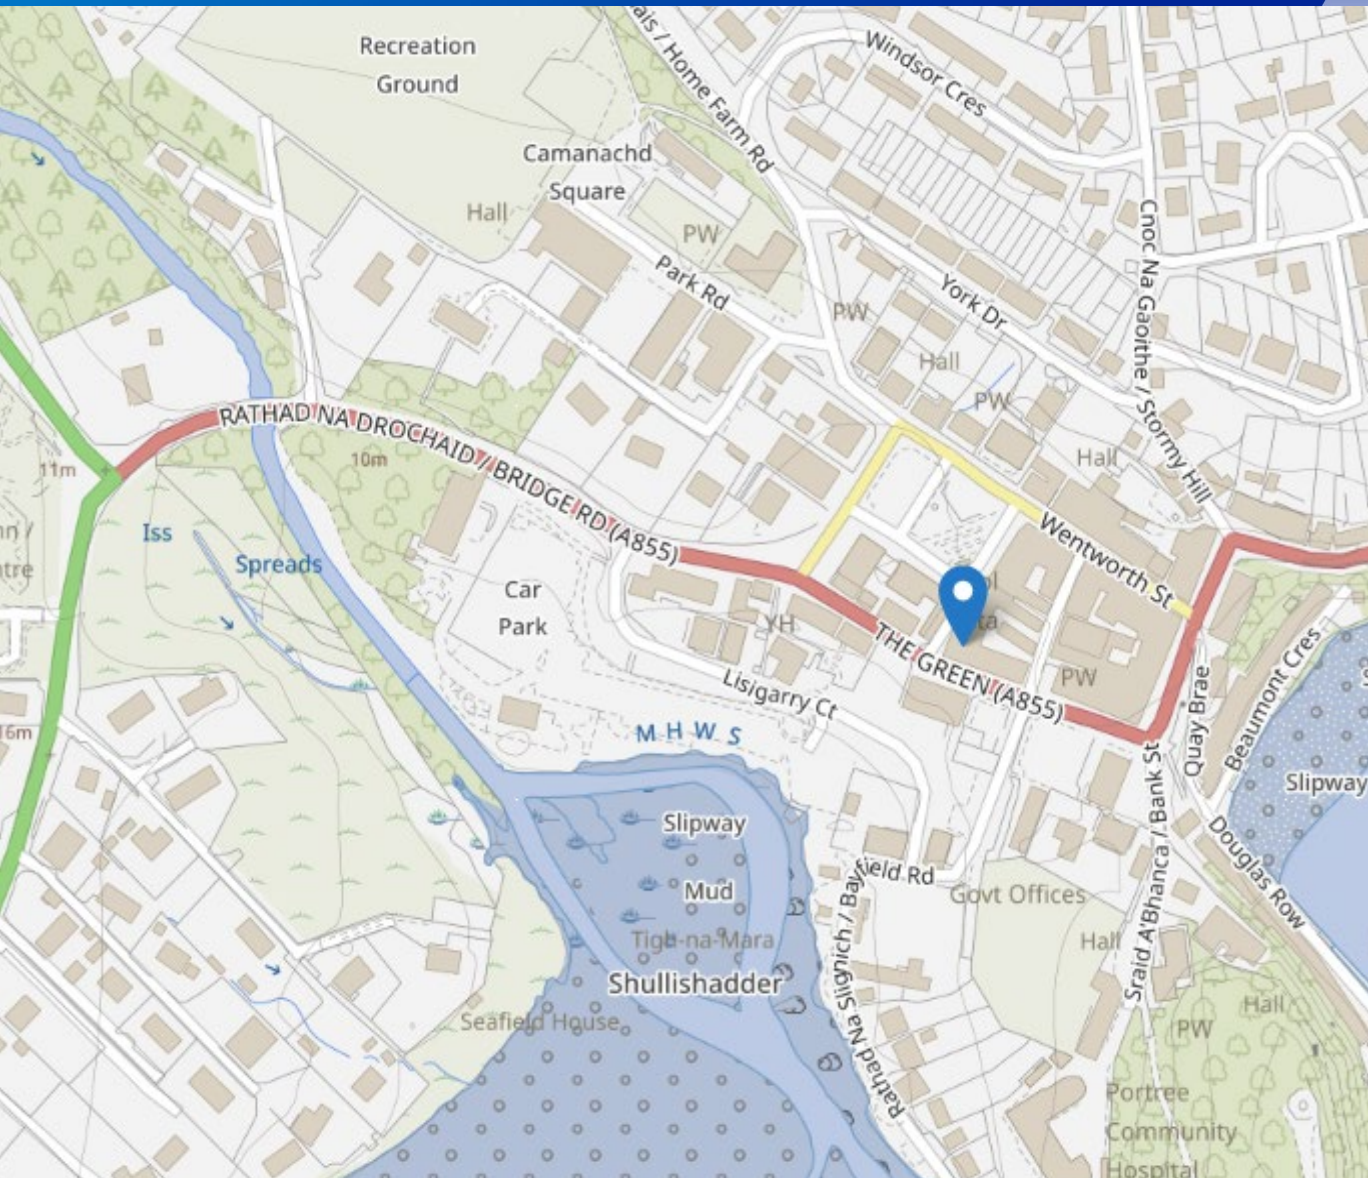 Recreation
Ground
ais / Home Farm Rd
Windsor Cres
Camanachd
Square
Hall
PW
Park Rd
Cnoc Na Gaoithe / Stormy Hill
York Dr
PW
Hall
PW
RATHAD NA DROCHAID / BRIDGE RD (A855)
Hall
11m
10m
Iss
Spreads
Wentworth St
Car
Park
YH
THE GREEN (A855)
PW
Lisigarry Ct
Quay Brae
Beaumont Cres
16m
M H W S
Slipway
Slipway
Mud
Bayfield Rd
Govt Offices
Douglas Row
Tigh-na-Mara
Shullishadder
Hall
Sraid A'Bhanca / Bank St
Seafield House
Rathad Na Slignich / Bayfield Rd
Hall
PW
Portree
Community
Hospital